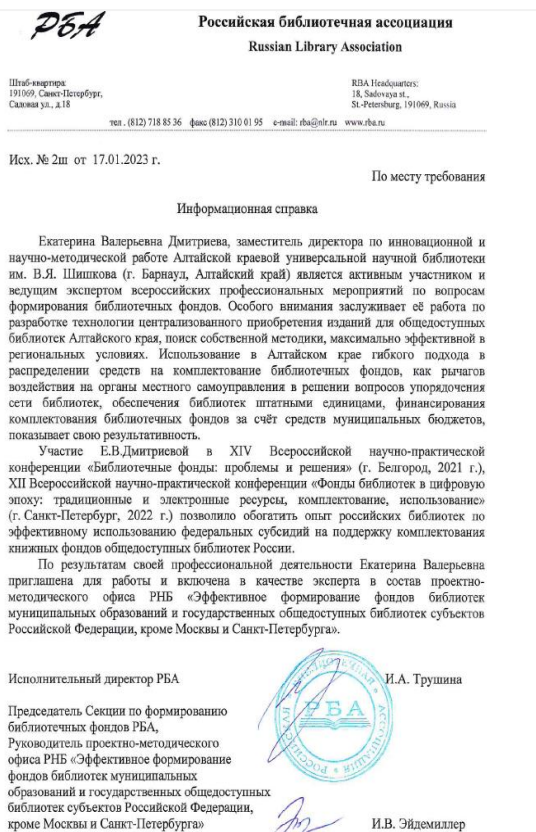 РБА
Российская библиотечная ассоциация
Russian Library Association
Штаб-квартира:
191069, Санкт-Петербург,
Садовая ул., д.18
RBA Headquarters:
18, Sadovaya st.,
St.-Petersburg, 191069, Russia
тел . (812) 718 85 36 факс (812) 310 01 95 e-mail: rba@nlr.ru www.rba.ru
Исх. № 2ш от 17.01.2023 г.
По месту требования
Информационная справка
Екатерина Валерьевна Дмитриева, заместитель директора по инновационной и
научно-методической работе Алтайской краевой универсальной научной библиотеки
им. В.Я. Шишкова (г. Барнаул, Алтайский край) является активным участником и
ведущим экспертом всероссийских профессиональных мероприятий по вопросам
формирования библиотечных фондов. Особого внимания заслуживает её работа по
разработке технологии централизованного приобретения изданий для общедоступных
библиотек Алтайского края, поиск собственной методики, максимально эффективной в
региональных условиях. Использование в Алтайском крае гибкого подхода в
распределении средств на комплектование библиотечных фондов, как рычагов
воздействия на органы местного самоуправления в решении вопросов упорядочения
сети библиотек, обеспечения библиотек штатными единицами, финансирования
комплектования библиотечных фондов за счёт средств муниципальных бюджетов,
показывает свою результативность.
Участие Е.В.Дмитриевой в XIV Всероссийской научно-практической
конференции «Библиотечные фонды: проблемы и решения» (г. Белгород, 2021 г.),
XII Всероссийской научно-практической конференции «Фонды библиотек в цифровую
эпоху: традиционные и электронные ресурсы, комплектование, использование»
(г. Санкт-Петербург, 2022 г.) позволило обогатить опыт российских библиотек по
эффективному использованию федеральных субсидий на поддержку комплектования
книжных фондов общедоступных библиотек России.
По результатам своей профессиональной деятельности Екатерина Валерьевна
приглашена для работы и включена в качестве эксперта в состав проектно-
методического офиса РНБ «Эффективное формирование фондов библиотек
муниципальных образований и государственных общедоступных библиотек субъектов
Российской Федерации, кроме Москвы и Санкт-Петербурга».
Исполнительный директор РБА
И.А. Трушина
РОССИЙСКАЯ БИБЛИОТЕЧНАЯ АССОЦИАЦИЯ
РБА
Председатель Секции по формированию
библиотечных фондов РБА,
Руководитель проектно-методического
офиса РНБ «Эффективное формирование
фондов библиотек муниципальных
образований и государственных общедоступных
библиотек субъектов Российской Федерации,
кроме Москвы и Санкт-Петербурга»
И.В. Эйдемиллер